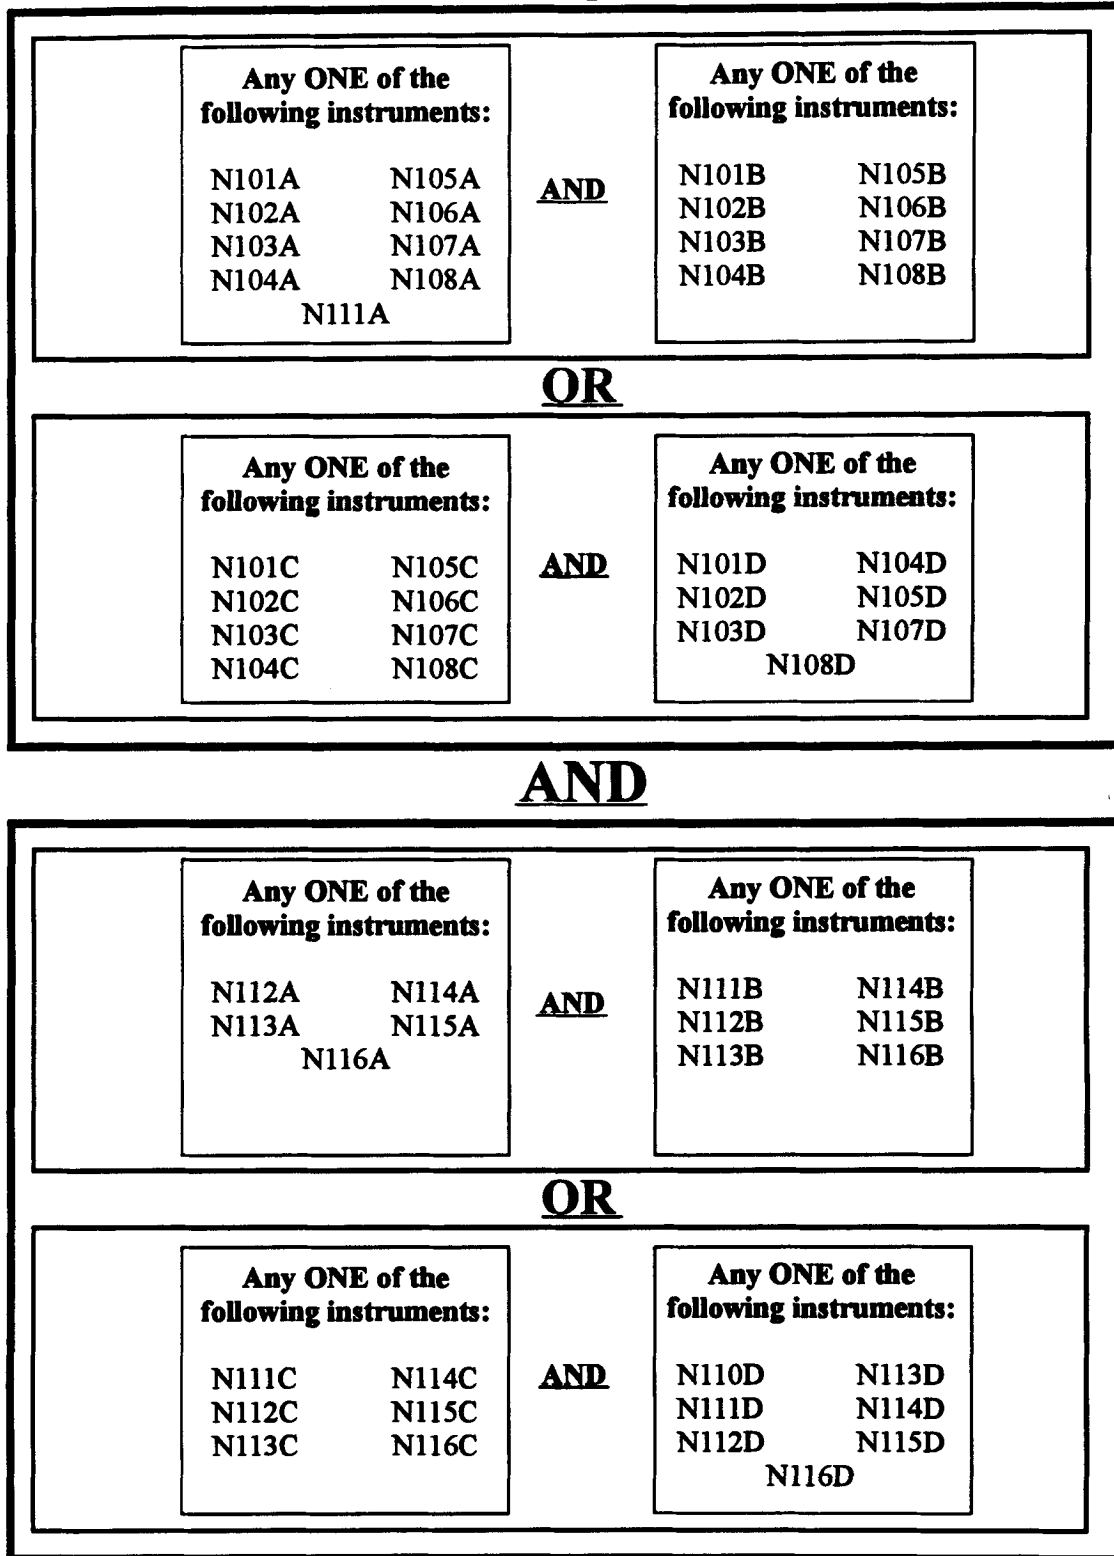 Any ONE of the
following instruments:
N101A N105A
N102A N106A
N103A N107A
N104A N108A
N111A
AND
Any ONE of the
following instruments:
N101B N105B
N102B N106B
N103B N107B
N104B N108B
OR
Any ONE of the
following instruments:
N101C N105C
N102C N106C
N103C N107C
N104C N108C
AND
Any ONE of the
following instruments:
N101D N104D
N102D N105D
N103D N107D
N108D
AND
Any ONE of the
following instruments:
N112A N114A
N113A N115A
N116A
AND
Any ONE of the
following instruments:
N111B N114B
N112B N115B
N113B N116B
OR
Any ONE of the
following instruments:
N111C N114C
N112C N115C
N113C N116C
AND
Any ONE of the
following instruments:
N110D N113D
N111D N114D
N112D N115D
N116D